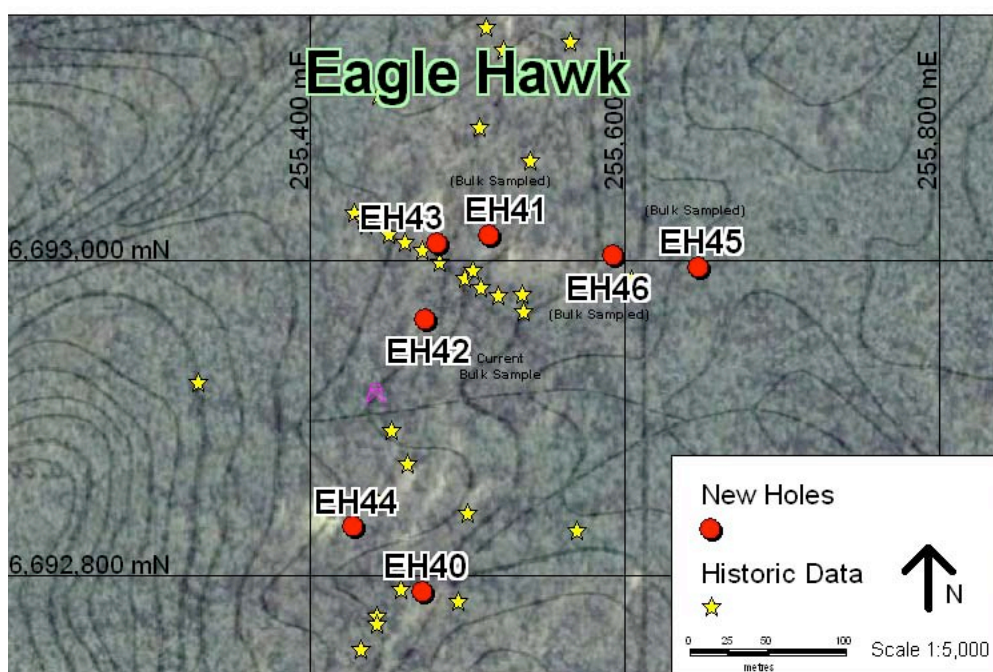 Eagle Hawk
255,400 mE
255,600 mE
255,800 mE
(Bulk Sampled)
EH43
EH41
(Bulk Sampled)
EH45
6,693,000 mN
EH46
(Bulk Sampled)
EH42
Current
Bulk Sample
EH44
EH40
6,692,800 mN
New Holes
Historic Data
N
0 25 50 100
metres
Scale 1:5,000